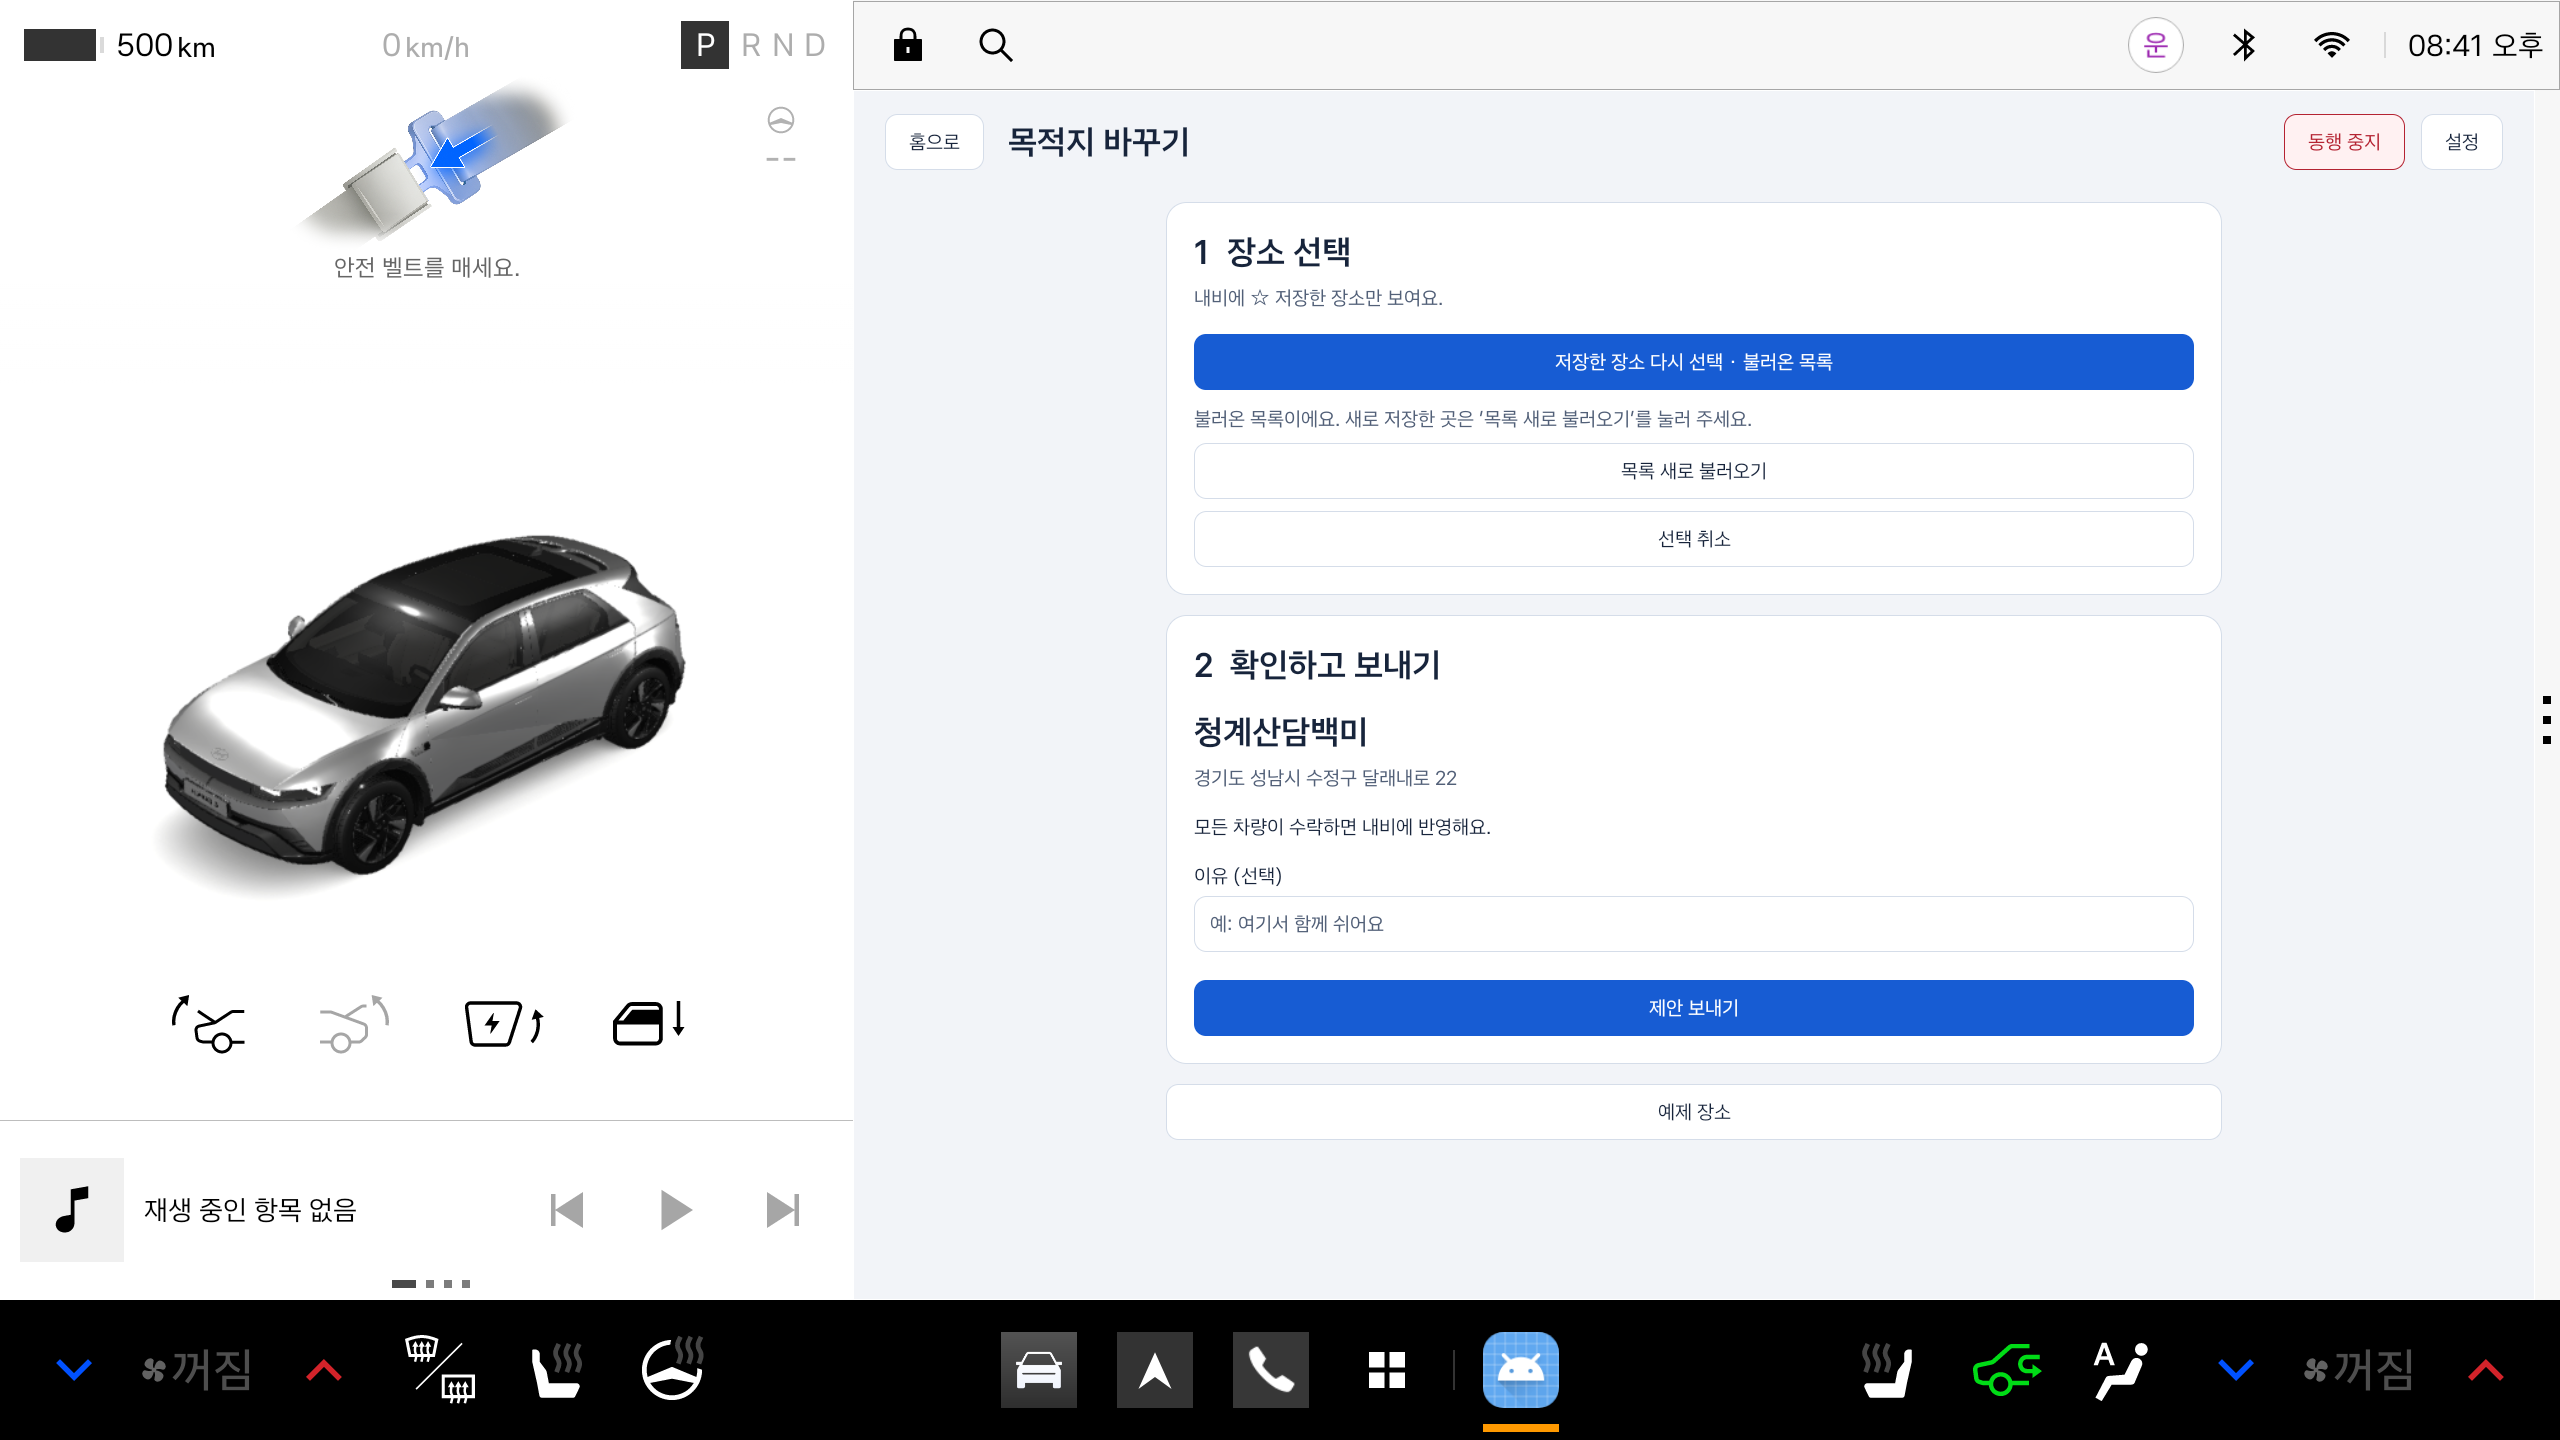 500 km
0 km/h
P R N D
운
08:41 오후
안전 벨트를 매세요.
재생 중인 항목 없음
홈으로
목적지 바꾸기
동행 중지
설정
1 장소 선택
내비에 ☆ 저장한 장소만 보여요.
저장한 장소 다시 선택 · 불러온 목록
불러온 목록이에요. 새로 저장한 곳은 '목록 새로 불러오기'를 눌러 주세요.
목록 새로 불러오기
선택 취소
2 확인하고 보내기
청계산담백미
경기도 성남시 수정구 달래내로 22
모든 차량이 수락하면 내비에 반영해요.
이유 (선택)
예: 여기서 함께 쉬어요
제안 보내기
예제 장소
꺼짐
A
꺼짐